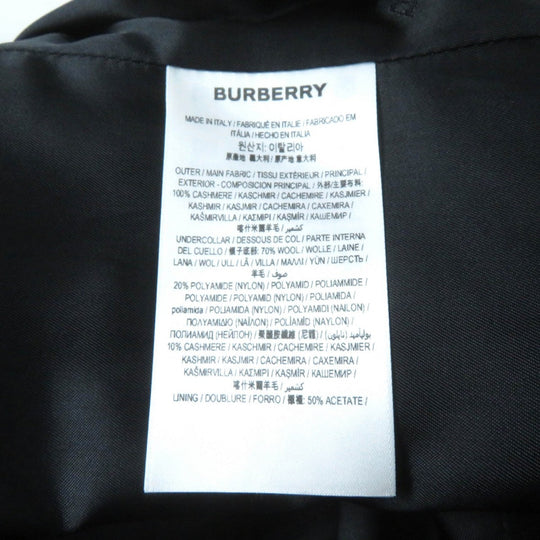 BURBERRY
MADE IN ITALY / FABRIQUÉ EN ITALIE / FABRICADO EM
ITÁLIA / HECHO EN ITALIA
원산지: 이탈리아
原產地 義大利 / 原产地 意大利
OUTER / MAIN FABRIC / TISSU EXTÉRIEUR / PRINCIPAL /
EXTERIOR - COMPOSICIÓN PRINCIPAL / 外部/主要布料:
100% CASHMERE / KASCHMIR / CACHEMIRE / KASJMIER /
KASHMIR / KASJMIR / CACHEMIRA / CAXEMIRA /
KAŠMIRVILLA / ΚΑΣΜΙΡΙ / KAŞMİR / КАШЕМИР /
喀什米爾羊毛 / كشمير
UNDERCOLLAR / DESSOUS DE COL / PARTE INTERNA
DEL CUELLO / 領子底部: 70% WOOL / WOLLE / LAINE /
LANA / WOL / ULL / LÃ / VILLA / ΜΑΛΛΙ / YÜN / ШЕРСТЬ /
羊毛 / صوف
20% POLYAMIDE (NYLON) / POLYAMID / POLIAMMIDE /
POLYAMIDE / POLYAMID (NYLON) / POLIAMIDA /
poliamida / POLYAMIDA (NYLON) / POLYAMIDI (NAILON) /
ΠΟΛΥΑΜΙΔΙΟ (ΝΑΪΛΟΝ) / POLİAMİD (NAYLON) /
ПОЛИАМИД (НЕЙЛОН) / 聚醯胺纖維 (尼龍) / بوليأميد (نايلون)
10% CASHMERE / KASCHMIR / CACHEMIRE / KASJMIER /
KASHMIR / KASJMIR / CACHEMIRA / CAXEMIRA /
KAŠMIRVILLA / ΚΑΣΜΙΡΙ / KAŞMİR / КАШЕМИР /
喀什米爾羊毛 / كشمير
LINING / DOUBLURE / FORRO / 襯裡: 50% ACETATE /